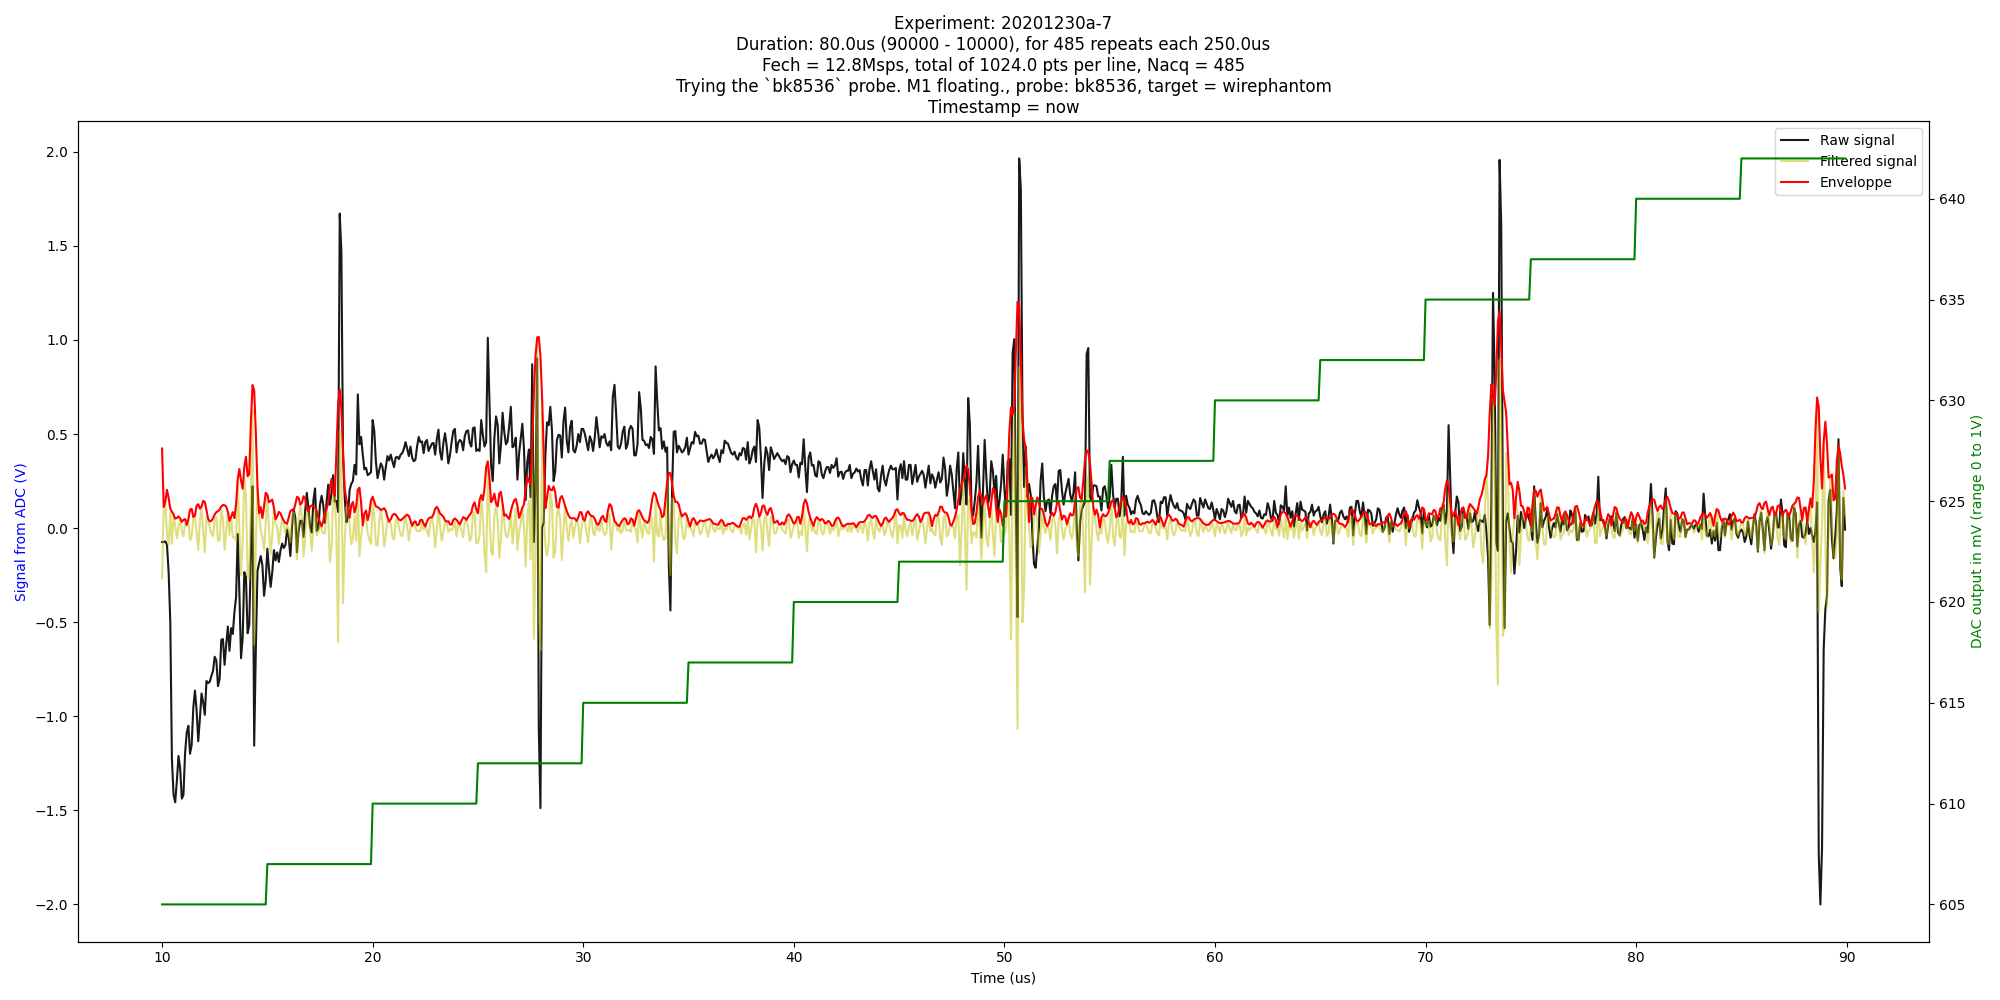 Experiment: 20201230a-7
Duration: 80.0us (90000 - 10000), for 485 repeats each 250.0us
Fech = 12.8Msps, total of 1024.0 pts per line, Nacq = 485
Trying the `bk8536` probe. M1 floating., probe: bk8536, target = wirephantom
Timestamp = now
Raw signal
Filtered signal
Enveloppe
Signal from ADC (V)
2.0
1.5
1.0
0.5
0.0
−0.5
−1.0
−1.5
−2.0
640
635
630
625
620
615
610
605
DAC output in mV (range 0 to 1V)
10 20 30 40 50 60 70 80 90
Time (us)